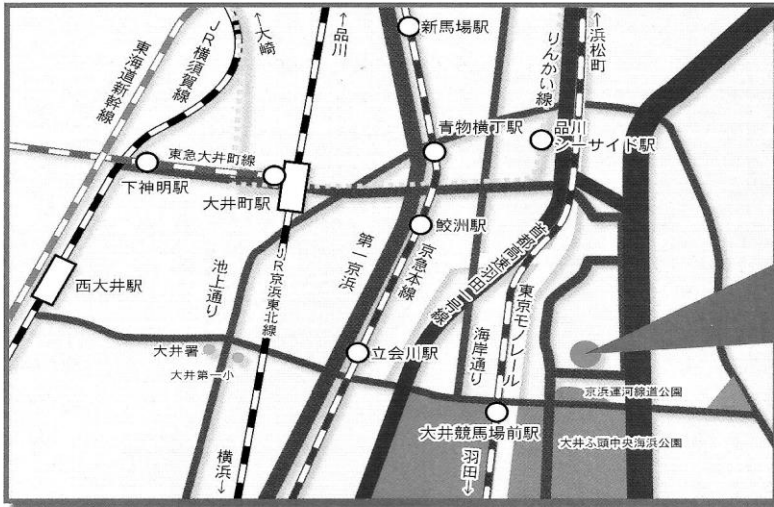 新馬場駅
←大崎
←品川
←浜松町
JR横須賀線
東海道新幹線
りんかい線
青物横丁駅
品川
シーサイド駅
東急大井町線
下神明駅
大井町駅
鮫洲駅
首都高速羽田一号線
第一京浜
京急本線
JR京浜東北線
池上通り
西大井駅
東京モノレール
海岸通り
大井署
大井第一小
立会川駅
京浜運河緑道公園
大井競馬場前駅
大井ふ頭中央海浜公園
横浜→
羽田→